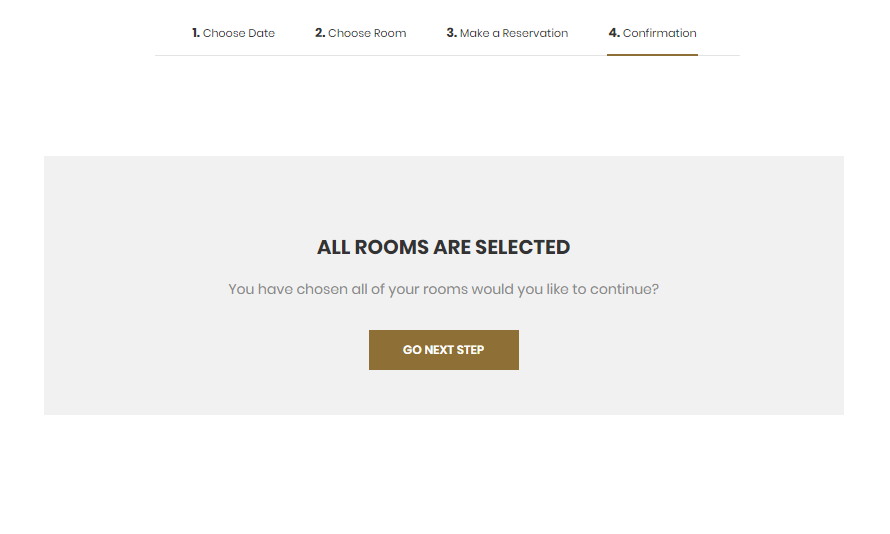 1. Choose Date 2. Choose Room 3. Make a Reservation 4. Confirmation
ALL ROOMS ARE SELECTED
You have chosen all of your rooms would you like to continue?
GO NEXT STEP